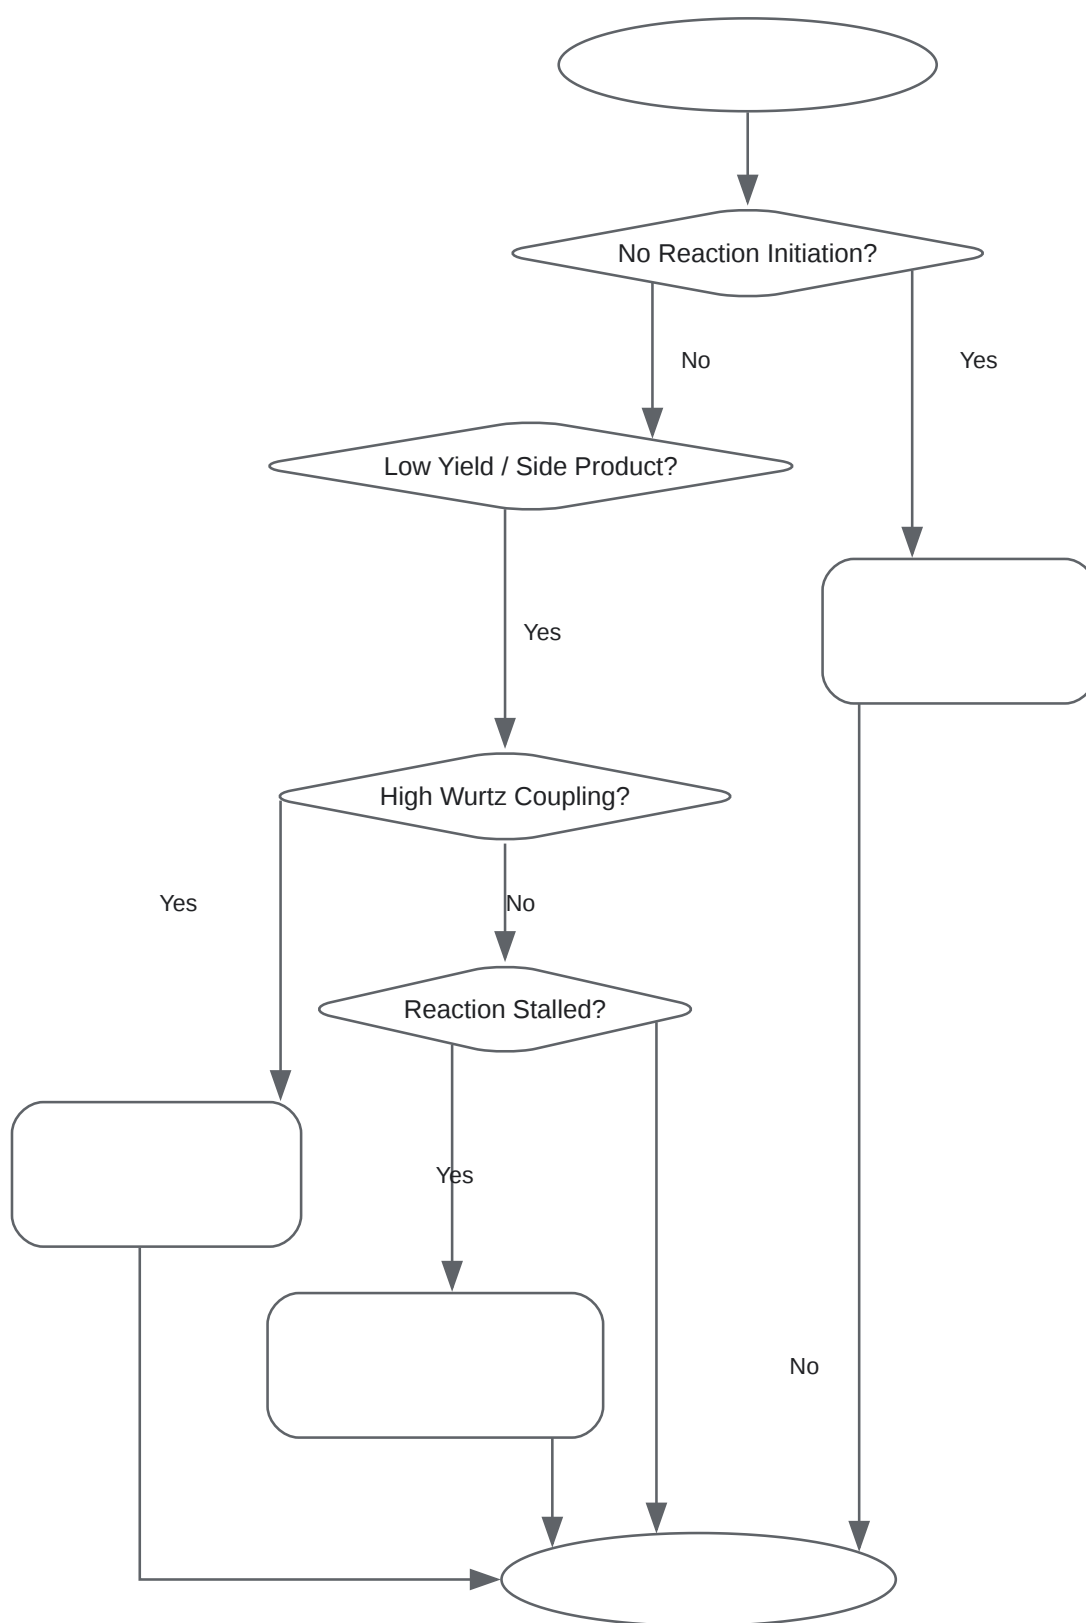 No Reaction Initiation?
No
Yes
Low Yield / Side Product?
Yes
High Wurtz Coupling?
Yes
No
Reaction Stalled?
Yes
No